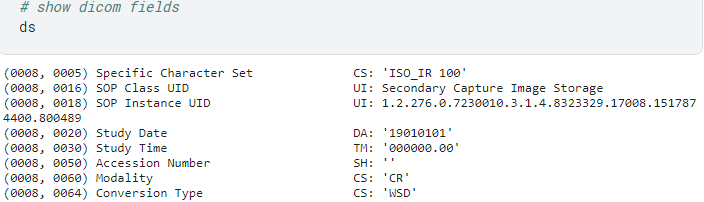 # show dicom fields
ds
(0008, 0005) Specific Character Set CS: 'ISO_IR 100'
(0008, 0016) SOP Class UID UI: Secondary Capture Image Storage
(0008, 0018) SOP Instance UID UI: 1.2.276.0.7230010.3.1.4.8323329.17008.151787
4400.800489
(0008, 0020) Study Date DA: '19010101'
(0008, 0030) Study Time TM: '000000.00'
(0008, 0050) Accession Number SH: ''
(0008, 0060) Modality CS: 'CR'
(0008, 0064) Conversion Type CS: 'WSD'